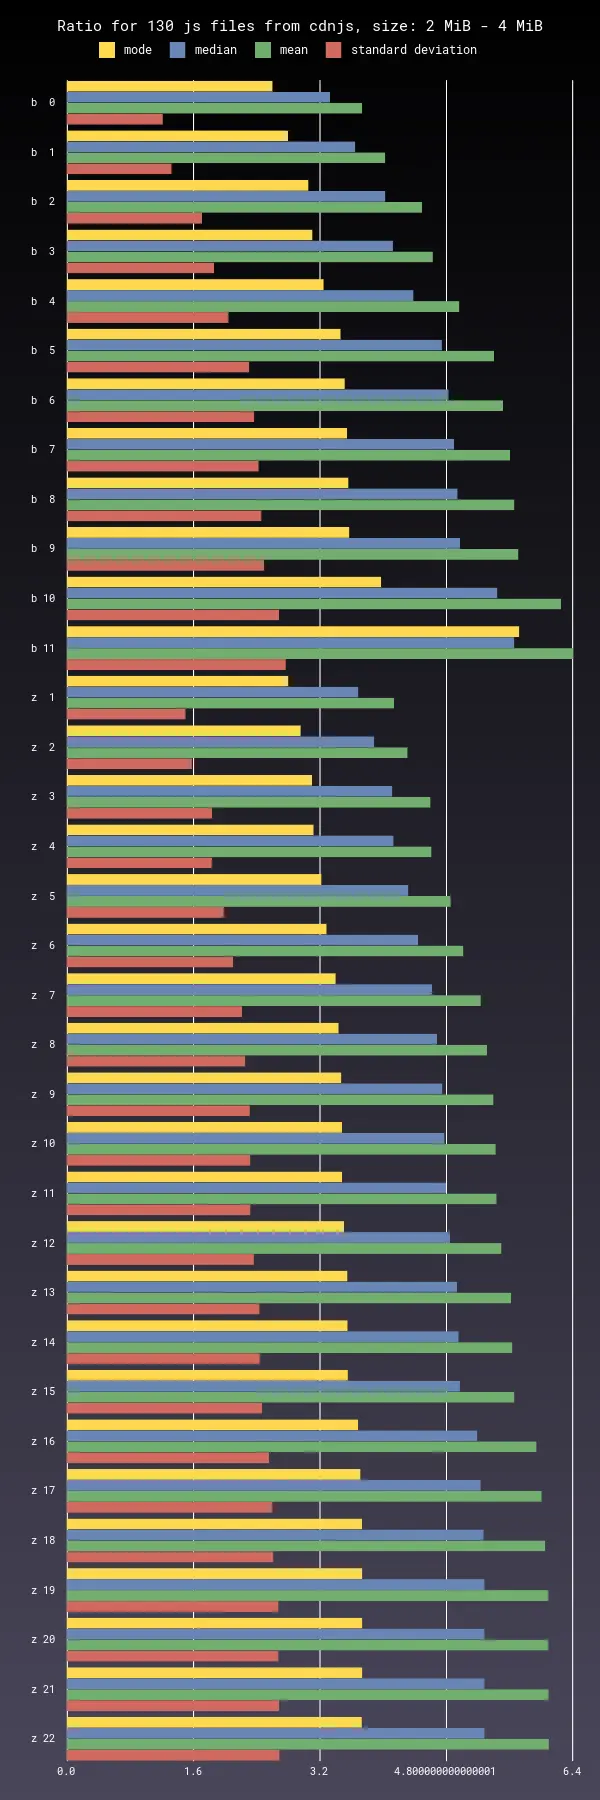 Ratio for 130 js files from cdnjs, size: 2 MiB - 4 MiB
mode median mean standard deviation
b 0
b 1
b 2
b 3
b 4
b 5
b 6
b 7
b 8
b 9
b 10
b 11
z 1
z 2
z 3
z 4
z 5
z 6
z 7
z 8
z 9
z 10
z 11
z 12
z 13
z 14
z 15
z 16
z 17
z 18
z 19
z 20
z 21
z 22
0.0 1.6 3.2 4.800000000000001 6.4